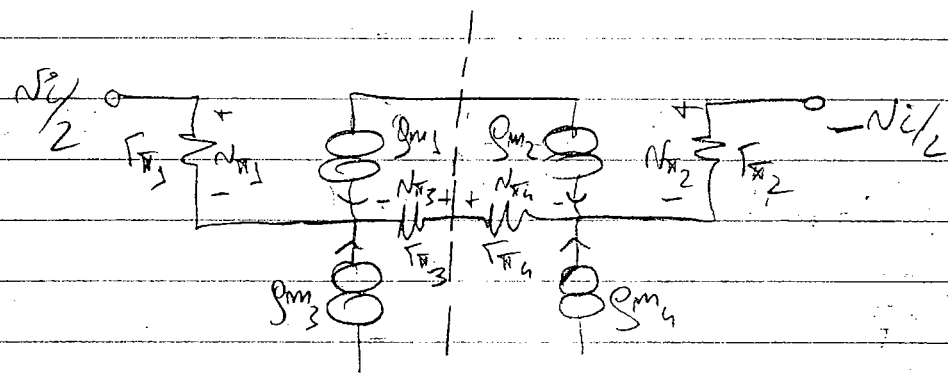 vi/2 + gm1 gm2 + -vi/2
rπ1 vπ1 vπ2 rπ2
- - vπ3 + + vπ4 - -
rπ3 rπ4
gm3 gm4